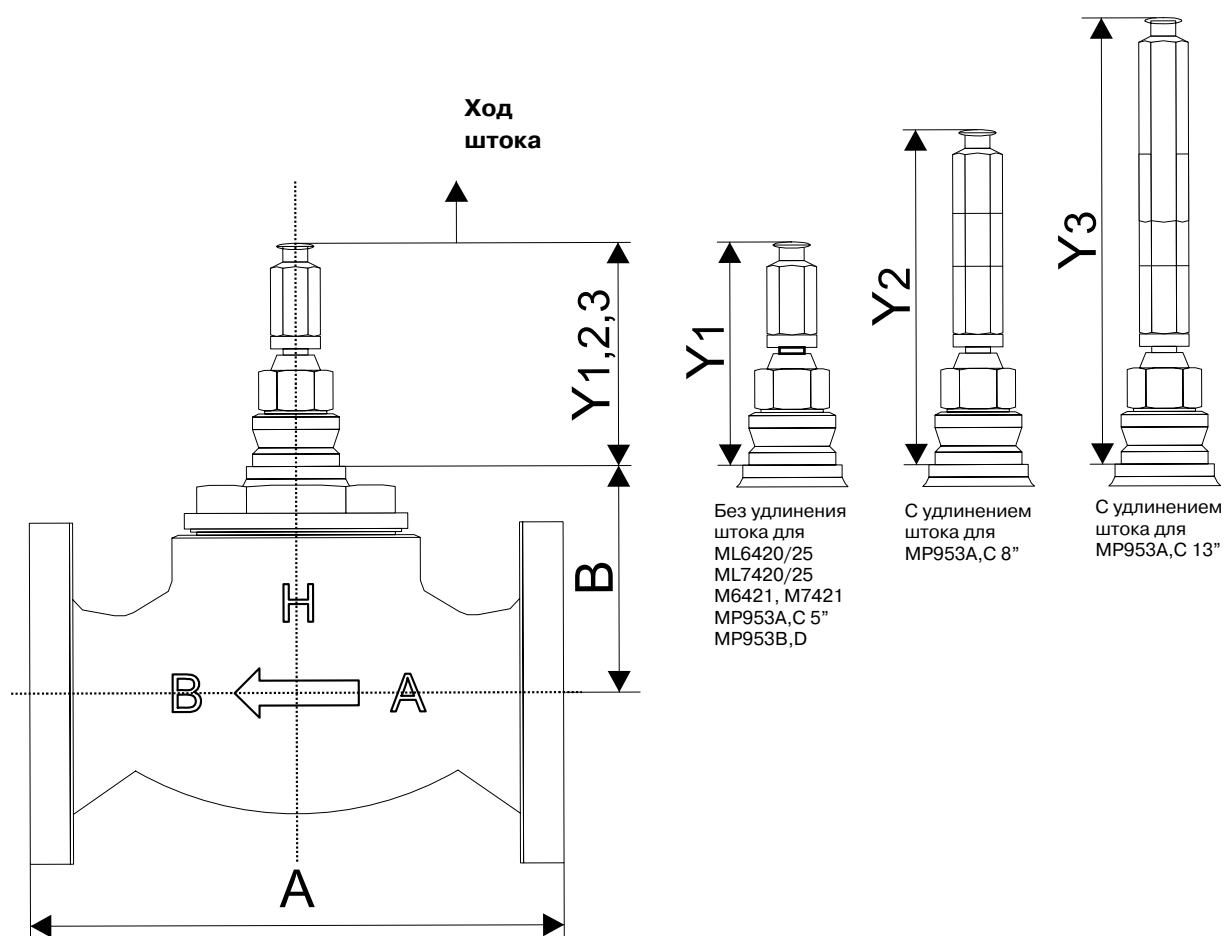 Ход
штока
Y1,2,3
Y1
Y2
Y3
Без удлинения
штока для
ML6420/25
ML7420/25
M6421, M7421
MP953A,C 5”
MP953B,D
С удлинением
штока для
MP953A,C 8”
С удлинением
штока для
MP953A,C 13”
B
H
B
A
A